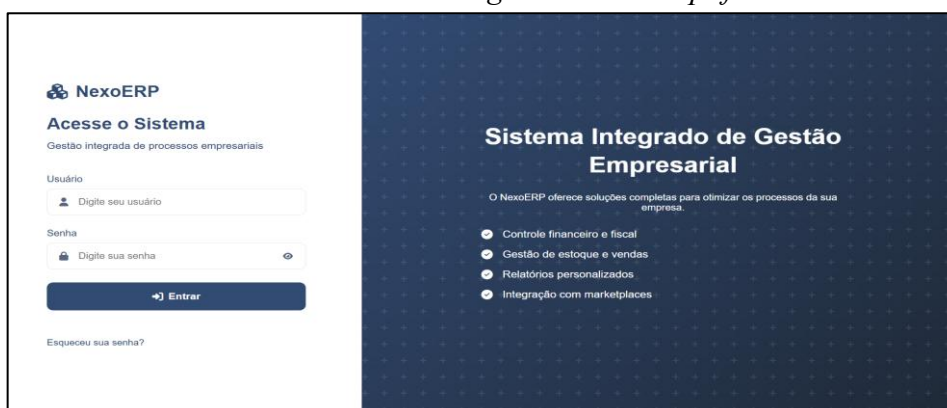 NexoERP
Acesse o Sistema
Gestão integrada de processos empresariais
Usuário
Digite seu usuário
Senha
Digite sua senha
Entrar
Esqueceu sua senha?
Sistema Integrado de Gestão
Empresarial
O NexoERP oferece soluções completas para otimizar os processos da sua
empresa.
Controle financeiro e fiscal
Gestão de estoque e vendas
Relatórios personalizados
Integração com marketplaces